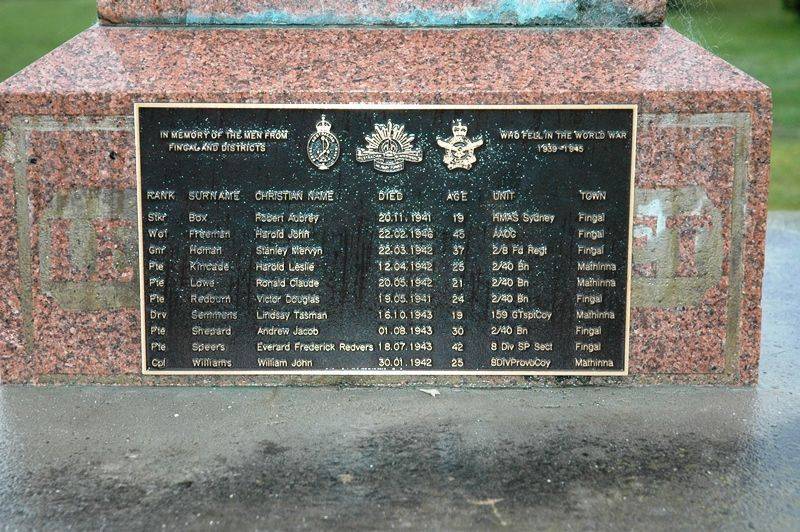 IN MEMORY OF THE MEN FROM FINGAL AND DISTRICTS
WHO FELL IN THE WORLD WAR 1939-1945
RANK SURNAME CHRISTIAN NAME DIED AGE UNIT TOWN
Stkr Box Robert Aubrey 20.11.1941 19 HMAS Sydney Fingal
Wof Freeman Harold John 22.02.1946 43 AAOC Fingal
Gnr Homan Stanley Mervyn 22.03.1942 37 2/8 Fd Regt Fingal
Pte Kincade Harold Leslie 12.04.1942 25 2/40 Bn Mathinna
Pte Lowe Ronald Claude 20.05.1942 21 2/40 Bn Mathinna
Pte Redburn Victor Douglas 19.05.1941 24 2/40 Bn Fingal
Drv Semmens Lindsay Tasman 16.10.1943 19 159 GTsptCoy Mathinna
Pte Shepard Andrew Jacob 01.08.1943 30 2/40 Bn Fingal
Pte Speers Everard Frederick Redvers 18.07.1943 42 8 Div SP Sect Fingal
Cpl Williams William John 30.01.1942 25 8DivProvoCoy Mathinna